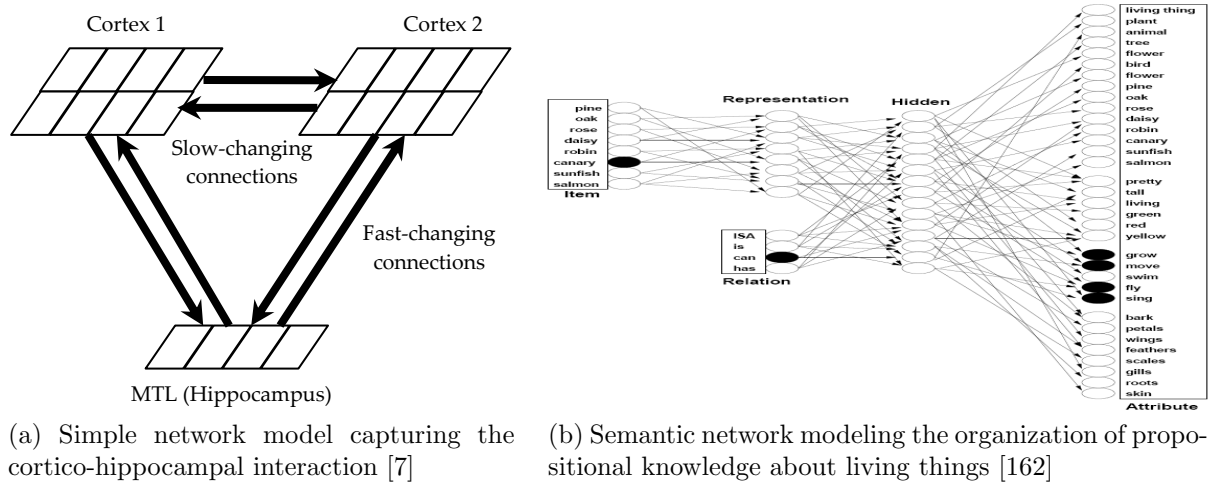 Cortex 1
Cortex 2
Slow-changing
connections
Fast-changing
connections
MTL (Hippocampus)
(a) Simple network model capturing the
cortico-hippocampal interaction [7]
pine
oak
rose
daisy
robin
canary
sunfish
salmon
Item
Representation
Hidden
ISA
is
can
has
Relation
living thing
plant
animal
tree
flower
bird
flower
pine
oak
rose
daisy
robin
canary
sunfish
salmon
pretty
tall
living
green
red
yellow
grow
move
swim
fly
sing
bark
petals
wings
feathers
scales
gills
roots
skin
Attribute
(b) Semantic network modeling the organization of propo-
sitional knowledge about living things [162]